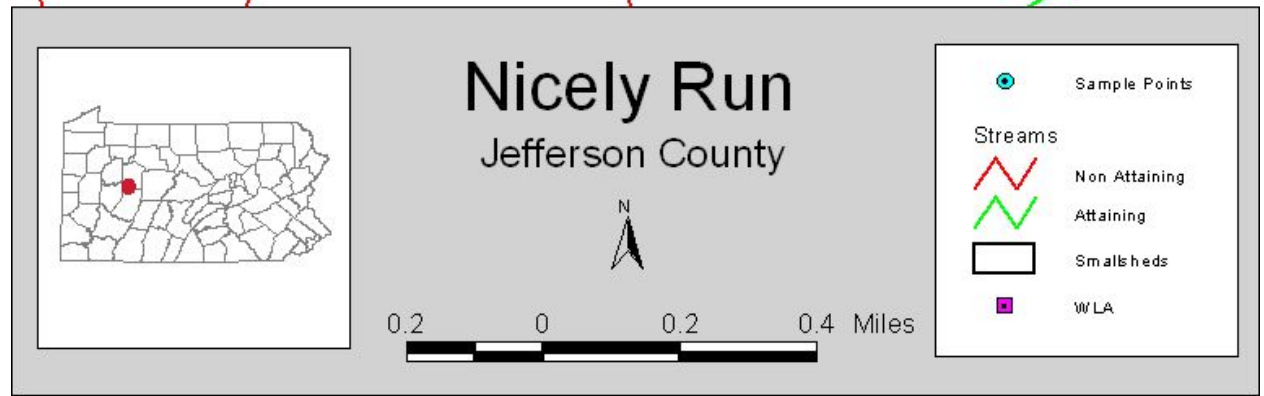 Nicely Run
Jefferson County
N
0.2 0 0.2 0.4 Miles
Sample Points
Streams
Non Attaining
Attaining
Smallsheds
WLA